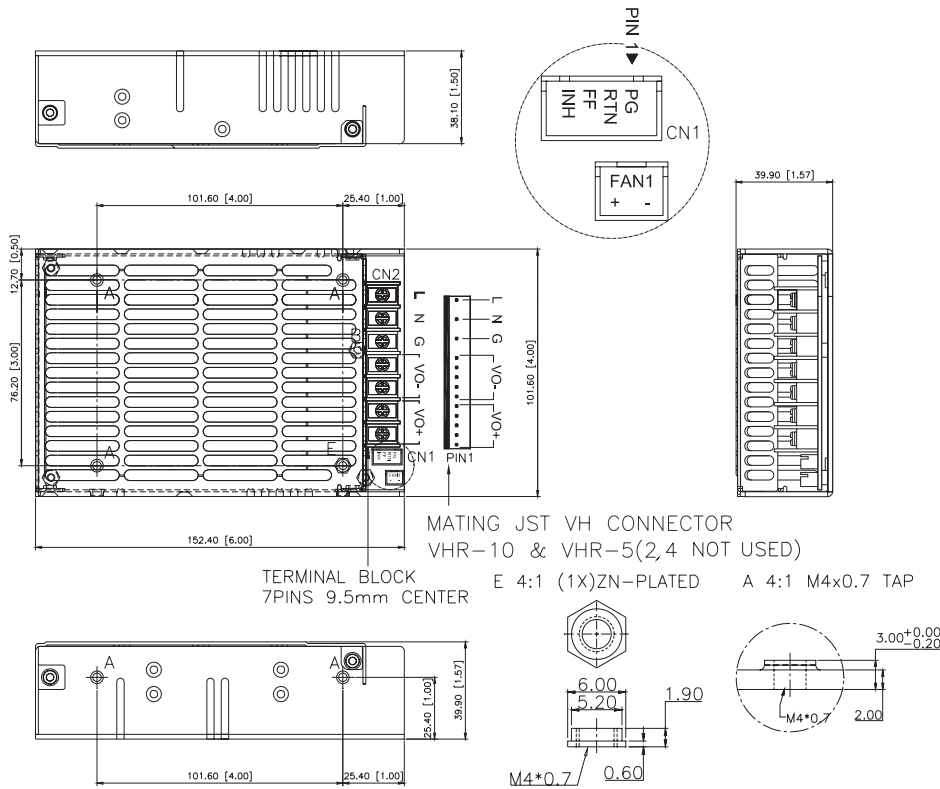 PIN 1
PG
RTN
FF
INH
CN1
FAN1
+ -
38.10 [1.50]
39.90 [1.57]
101.60 [4.00]
25.40 [1.00]
12.70 [0.50]
76.20 [3.00]
A
A
A
E
B
CN2
L
N
G
VO-
VO+
CN1
PG
RTN
FF
INH
FAN1
L
N
G
VO-
VO+
PIN1
101.60 [4.00]
152.40 [6.00]
MATING JST VH CONNECTOR
VHR-10 & VHR-5(2,4 NOT USED)
TERMINAL BLOCK
7PINS 9.5mm CENTER
E 4:1 (1X)ZN-PLATED
A 4:1 M4x0.7 TAP
A
A
25.40 [1.00]
39.90 [1.57]
101.60 [4.00]
25.40 [1.00]
6.00
5.20
1.90
0.60
M4*0.7
3.00+0.00
-0.20
2.00
M4*0.7